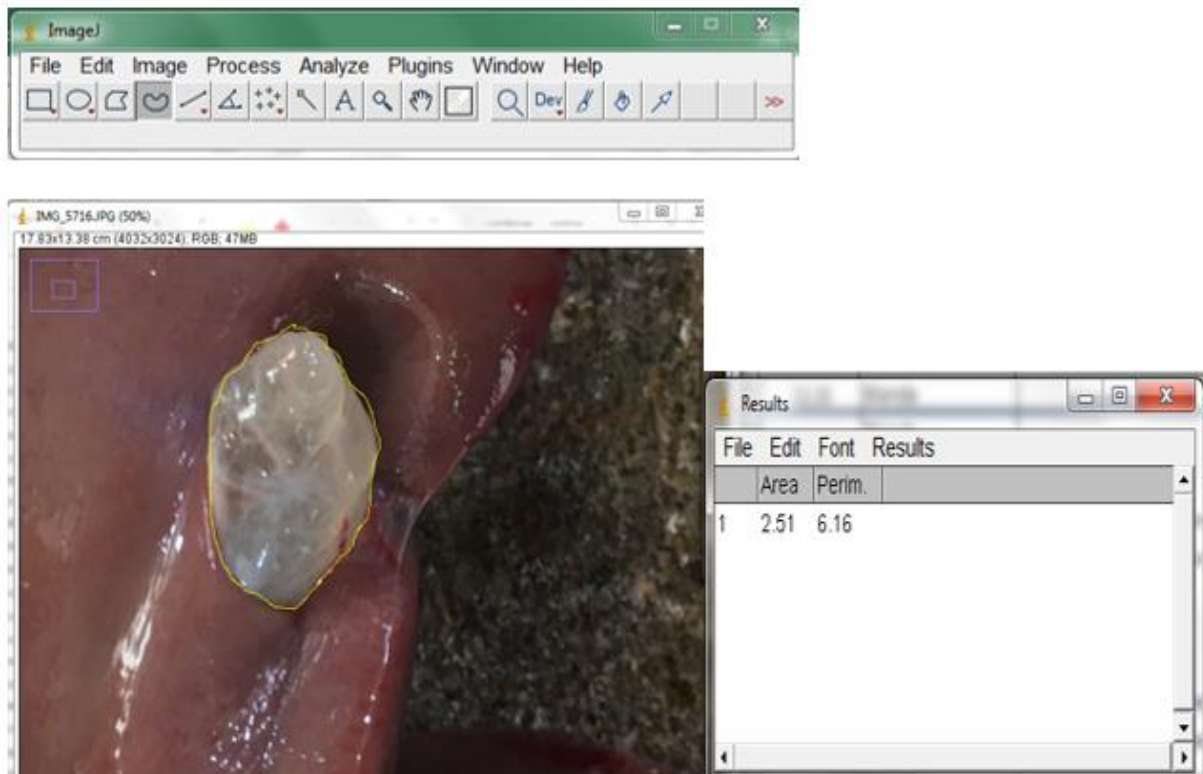 ImageJ
File Edit Image Process Analyze Plugins Window Help
A Dev >>
IMG_5716.JPG (50%)
17.83x13.38 cm (4032x3024); RGB; 47MB
Results
File Edit Font Results
Area Perim.
1 2.51 6.16